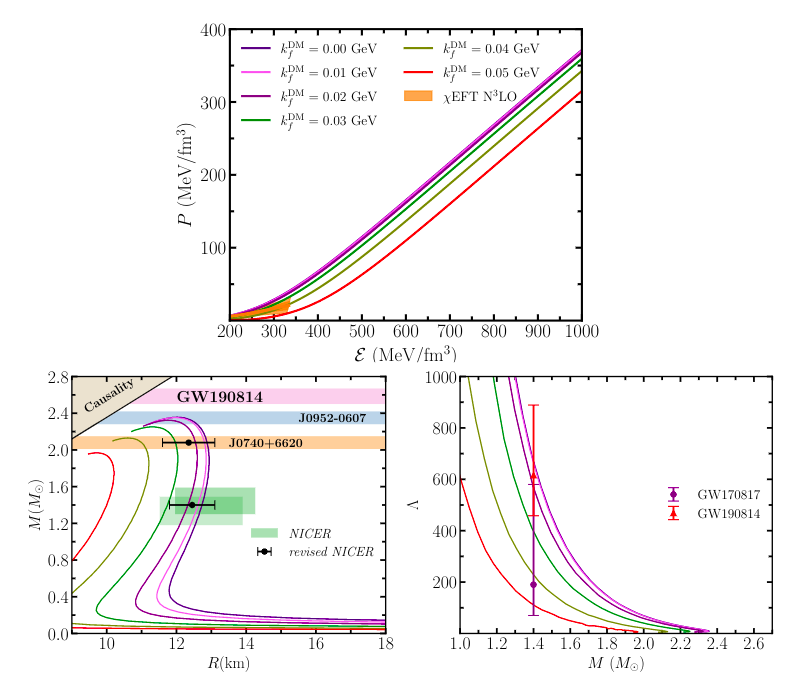 400
300
200
100
P (MeV/fm³)
k_f^DM = 0.00 GeV
k_f^DM = 0.01 GeV
k_f^DM = 0.02 GeV
k_f^DM = 0.03 GeV
k_f^DM = 0.04 GeV
k_f^DM = 0.05 GeV
χEFT N³LO
200 300 400 500 600 700 800 900 1000
ℰ (MeV/fm³)
2.8
2.4
2.0
1.6
1.2
0.8
0.4
0.0
M(M⊙)
Causality
GW190814
J0952-0607
J0740+6620
NICER
revised NICER
10 12 14 16 18
R(km)
1000
800
600
400
200
Λ
GW170817
GW190814
1.0 1.2 1.4 1.6 1.8 2.0 2.2 2.4 2.6
M (M⊙)